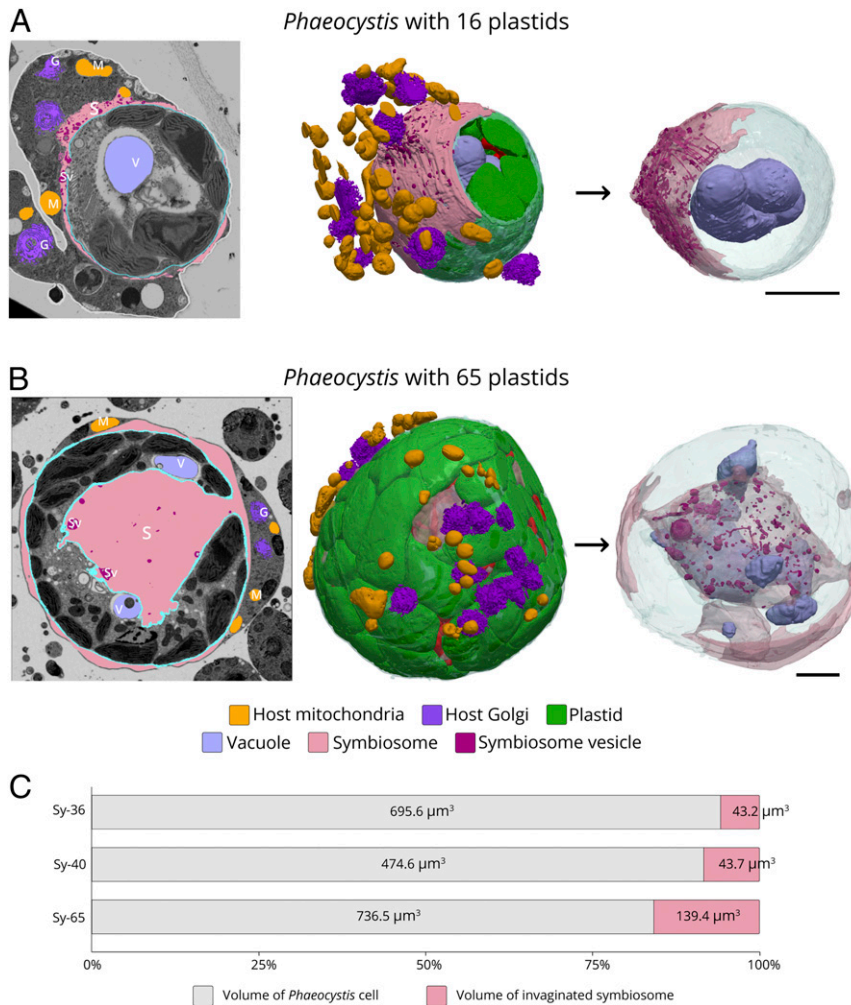 A
Phaeocystis with 16 plastids
G
M
S
V
Sv
M
G
B
Phaeocystis with 65 plastids
M
V
G
Sv
S
Sv
M
V
M
Host mitochondria Host Golgi Plastid
Vacuole Symbiosome Symbiosome vesicle
C
Sy-36 695.6 µm³ 43.2 µm³
Sy-40 474.6 µm³ 43.7 µm³
Sy-65 736.5 µm³ 139.4 µm³
0% 25% 50% 75% 100%
Volume of Phaeocystis cell Volume of invaginated symbiosome